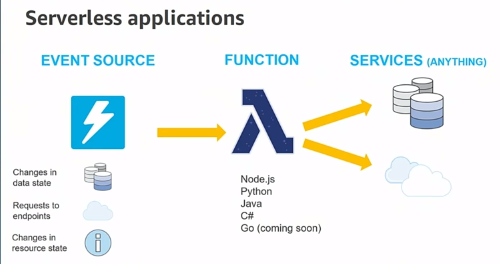 Serverless applications
EVENT SOURCE
FUNCTION
SERVICES (ANYTHING)
Changes in
data state
Requests to
endpoints
Changes in
resource state
Node.js
Python
Java
C#
Go (coming soon)